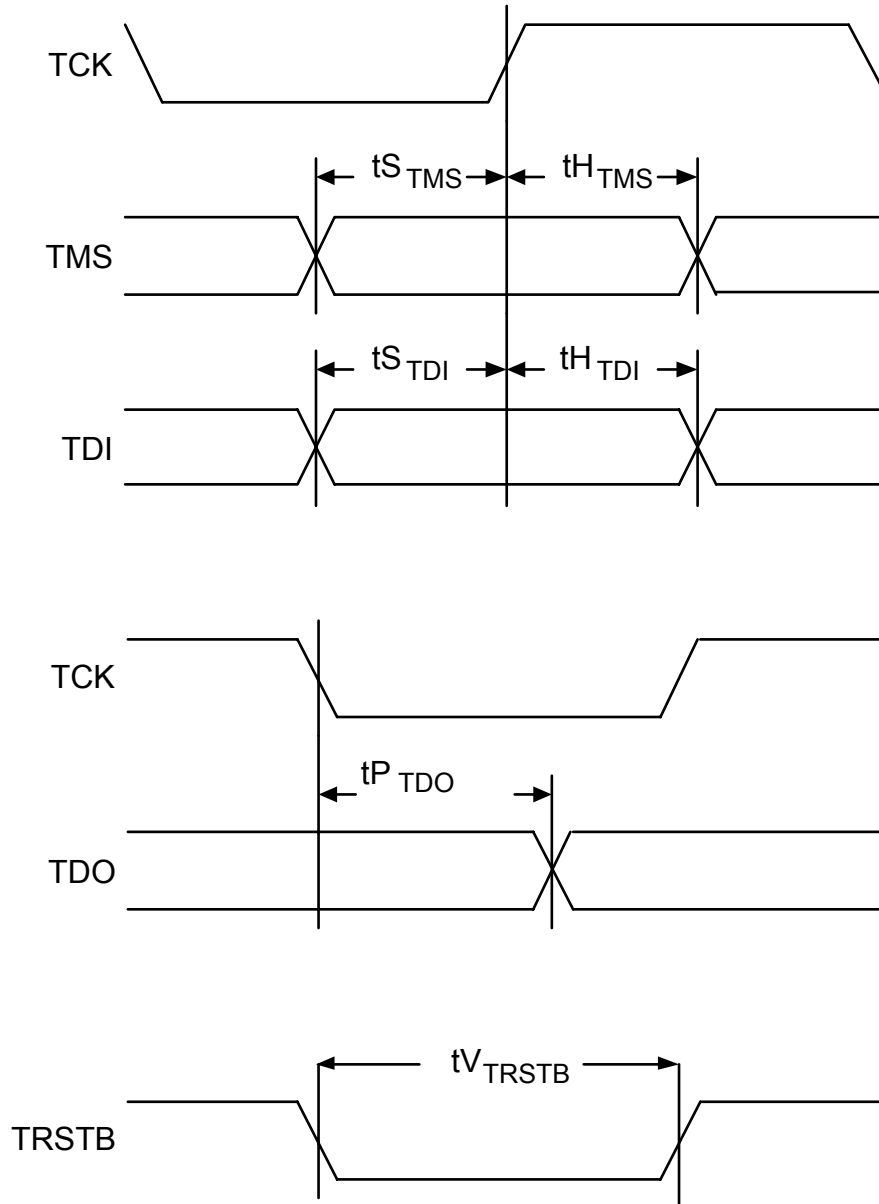 TCK
tS TMS tH TMS
TMS
tS TDI tH TDI
TDI
TCK
tP TDO
TDO
tV TRSTB
TRSTB